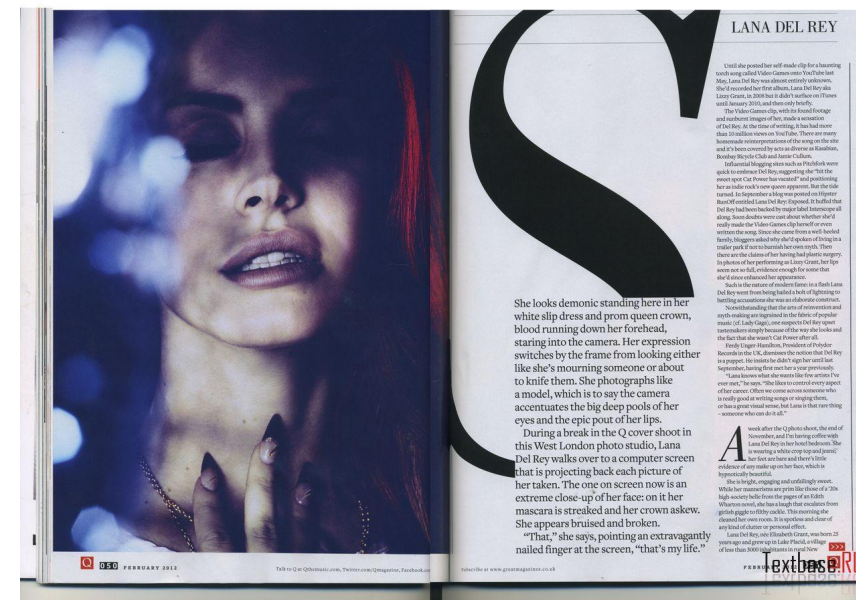 LANA DEL REY
S
She looks demonic standing here in her
white slip dress and prom queen crown,
blood running down her forehead,
staring into the camera. Her expression
switches by the frame from looking either
like she's mourning someone or about
to knife them. She photographs like
a model, which is to say the camera
accentuates the big deep pools of her
eyes and the epic pout of her lips.
During a break in the Q cover shoot in
this West London photo studio, Lana
Del Rey walks over to a computer screen
that is projecting back each picture of
her taken. The one on screen now is an
extreme close-up of her face: on it her
mascara is streaked and her crown askew.
She appears bruised and broken.
"That," she says, pointing an extravagantly
nailed finger at the screen, "that's my life."
Until she posted her self-made clip for a haunting
torch song called Video Games onto YouTube last
May, Lana Del Rey was almost entirely unknown.
She'd recorded her first album, Lana Del Rey aka
Lizzy Grant, in 2008 but it didn't surface on iTunes
until January 2010, and then only briefly.
The Video Games clip, with its found footage
and sunburnt images of her, made a sensation
of Del Rey. At the time of writing, it has had more
than 10 million views on YouTube. There are many
homemade reinterpretations of the song on the site
and it's been covered by acts as diverse as Kasabian,
Bombay Bicycle Club and Jamie Cullum.
Influential blogging sites such as Pitchfork were
quick to embrace Del Rey, suggesting she "hit the
sweet spot Cat Power has vacated" and positioning
her as indie rock's new queen apparent. But the tide
turned. In September a blog was posted on Hipster
RunOff entitled Lana Del Rey: Exposed. It huffed that
Del Rey had been backed by major label Interscope all
along. Soon doubts were cast about whether she'd
really made the Video Games clip herself or even
written the song. Since she came from a well-heeled
family, bloggers asked why she'd spoken of living in a
trailer park if not to burnish her own myth. Then
there are the claims of her having had plastic surgery.
In photos of her performing as Lizzy Grant, her lips
seem not so full, evidence enough for some that
she'd since enhanced her appearance.
Such is the nature of modern fame: in a flash Lana
Del Rey went from being hailed a bolt of lightning to
battling accusations she was an elaborate construct.
Notwithstanding that the arts of reinvention and
myth-making are ingrained in the fabric of popular
music (cf. Lady Gaga), one suspects Del Rey upset
tastemakers simply because of the way she looks and
the fact that she wasn't Cat Power after all.
Ferdy Unger-Hamilton, President of Polydor
Records in the UK, dismisses the notion that Del Rey
is a puppet. He insists he didn't sign her until last
September, having first met her a year previously.
"Lana knows what she wants like few artists I've
ever met," he says. "She likes to control every aspect
of her career. Often we come across someone who
is really good at writing songs or singing them,
or has a great visual sense, but Lana is that rare thing
– someone who can do it all."
A week after the Q photo shoot, the end of
November, and I'm having coffee with
Lana Del Rey in her hotel bedroom. She
is wearing a white crop top and jeans;
her feet are bare and there's little
evidence of any make up on her face, which is
hypnotically beautiful.
She is bright, engaging and unfailingly sweet.
While her mannerisms are prim like those of a '20s
high-society belle from the pages of an Edith
Wharton novel, she has a laugh that escalates from
girlish giggle to filthy cackle. This morning she
cleaned her own room. It is spotless and clear of
any kind of clutter or personal effect.
Lana Del Rey, née Elizabeth Grant, was born 25
years ago and grew up in Lake Placid, a village
of less than 3000 inhabitants in rural New
Q 050 FEBRUARY 2012
Talk to Q at Qthemusic.com, Twitter.com/Qmagazine, Facebook.co
Subscribe at www.greatmagazines.co.uk
Textbase.RU